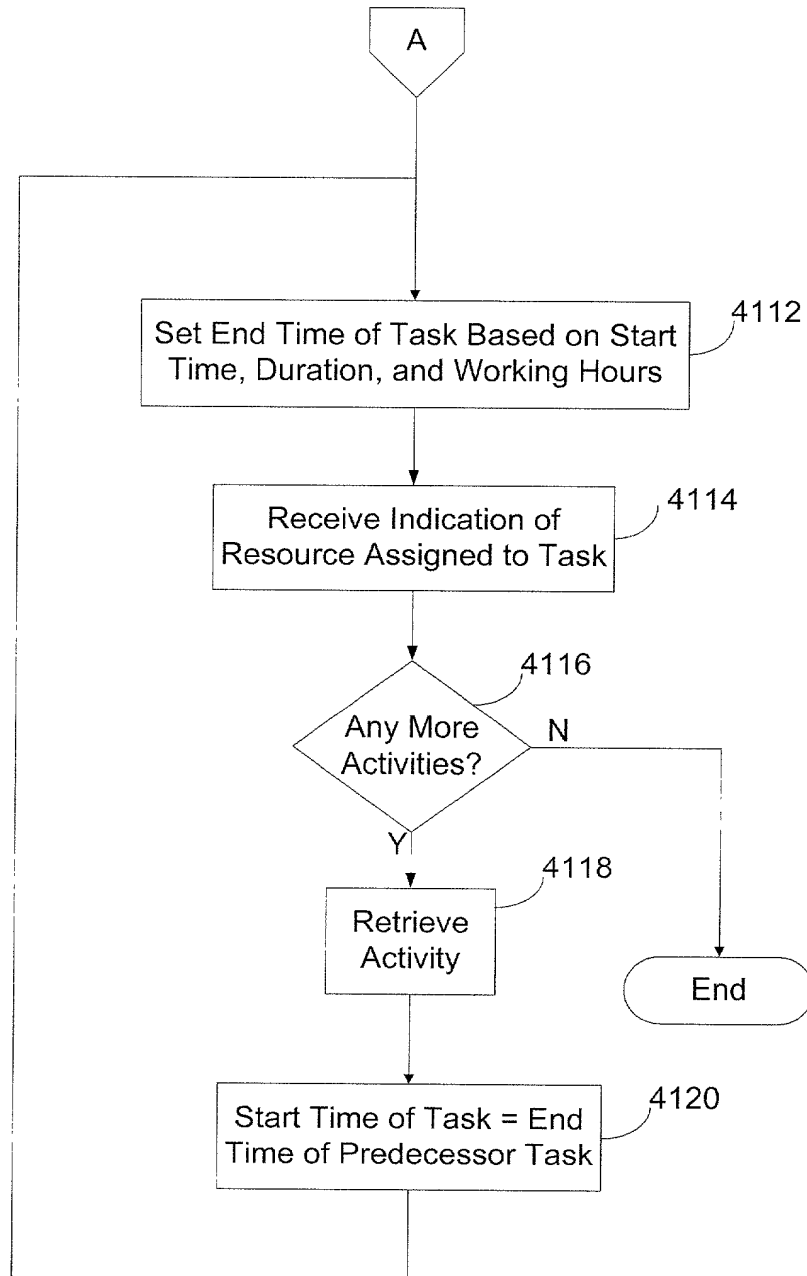 A
Set End Time of Task Based on Start
Time, Duration, and Working Hours
4112
Receive Indication of
Resource Assigned to Task
4114
Any More
Activities?
4116
N
Y
Retrieve
Activity
4118
End
Start Time of Task = End
Time of Predecessor Task
4120